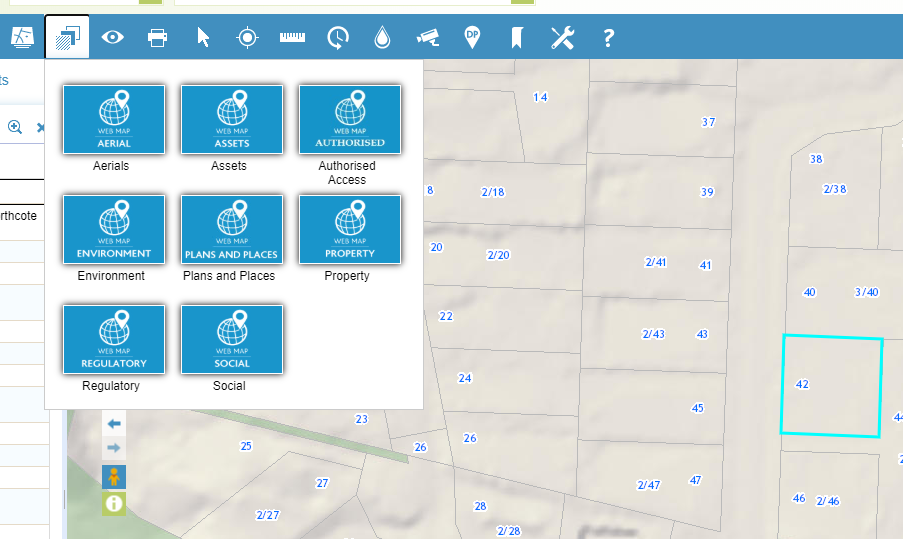 DP
?
ts
rthcote
WEB MAP
AERIAL
Aerials
WEB MAP
ASSETS
Assets
WEB MAP
AUTHORISED
Authorised
Access
WEB MAP
ENVIRONMENT
Environment
WEB MAP
PLANS AND PLACES
Plans and Places
WEB MAP
PROPERTY
Property
WEB MAP
REGULATORY
Regulatory
WEB MAP
SOCIAL
Social
14
37
38
2/38
8
2/18
39
20
2/20
2/41
41
40
3/40
22
2/43
43
24
42
45
23
44
25
26
26
27
2/47
47
2
46
2/46
28
2/27
2/28